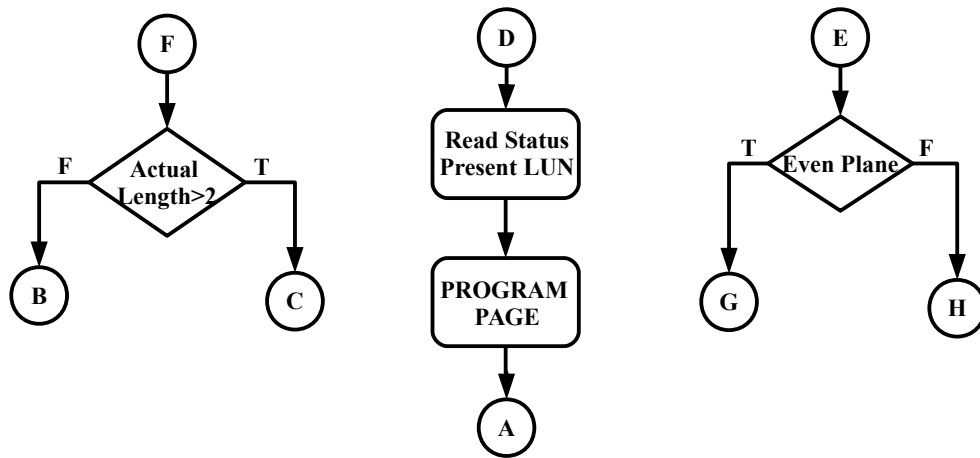 F
Actual
Length>2
F
T
B
C
D
Read Status
Present LUN
PROGRAM
PAGE
A
E
T
F
Even Plane
G
H